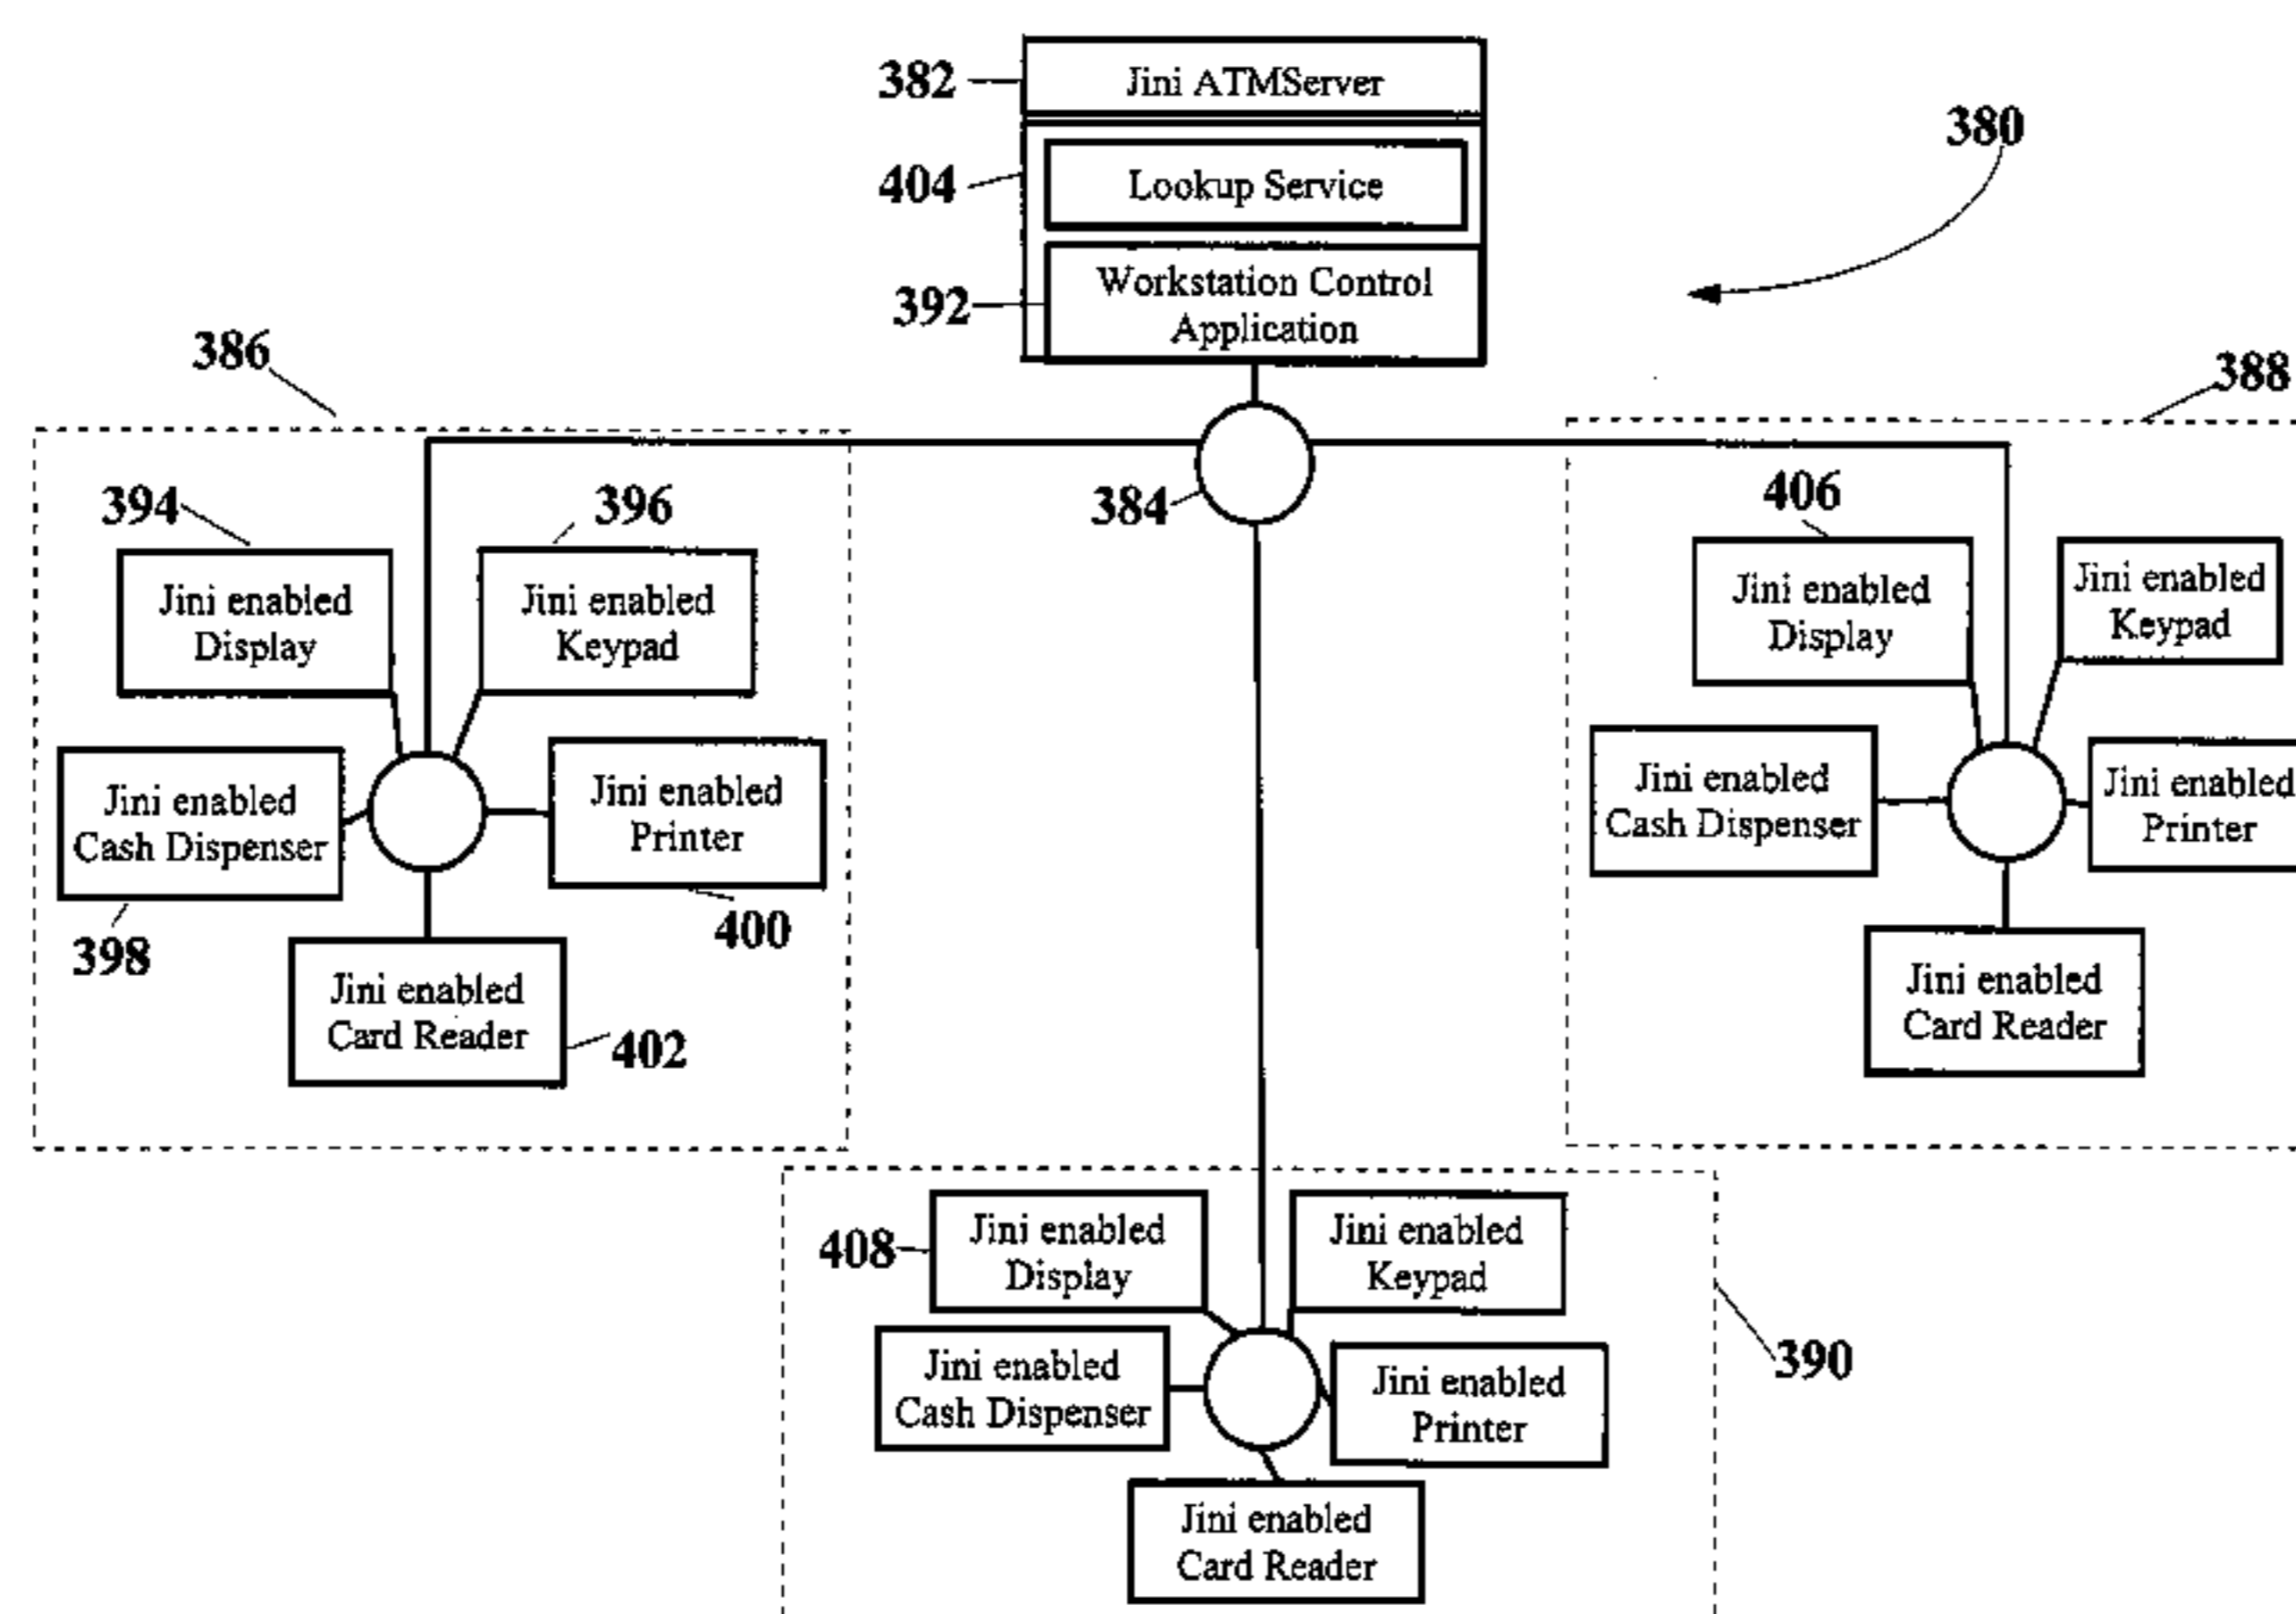 382
Jini ATMServer
380
404
Lookup Service
392
Workstation Control
Application
386
388
384
394
396
Jini enabled
Display
Jini enabled
Keypad
Jini enabled
Cash Dispenser
Jini enabled
Printer
398
400
Jini enabled
Card Reader
402
406
Jini enabled
Display
Jini enabled
Keypad
Jini enabled
Cash Dispenser
Jini enabled
Printer
Jini enabled
Card Reader
408
Jini enabled
Display
Jini enabled
Keypad
390
Jini enabled
Cash Dispenser
Jini enabled
Printer
Jini enabled
Card Reader